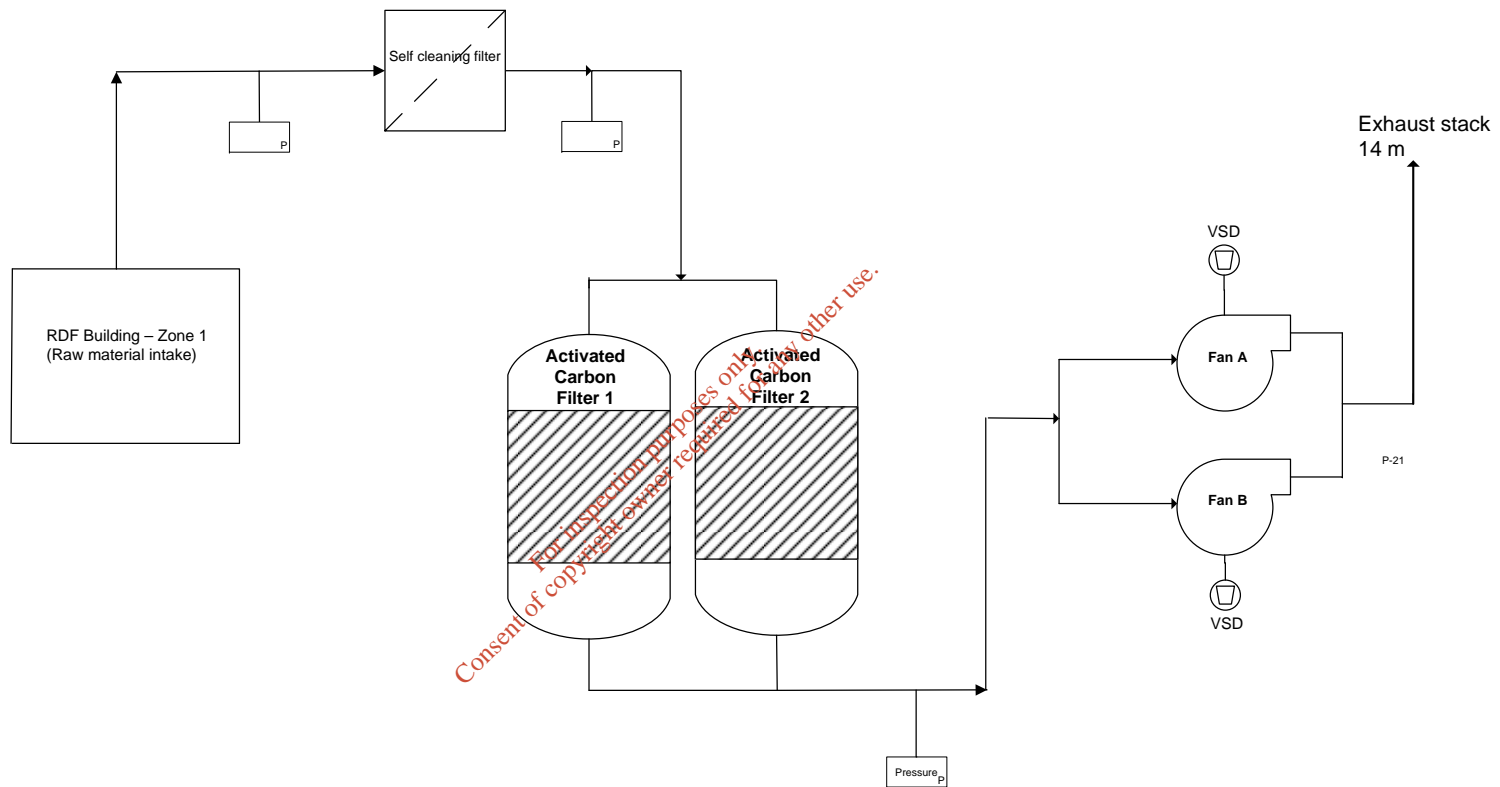 Self cleaning filter
P
P
Exhaust stack
14 m
VSD
RDF Building – Zone 1
(Raw material intake)
Activated
Carbon
Filter 1
Activated
Carbon
Filter 2
Fan A
P-21
Fan B
VSD
Pressure
P
For inspection purposes only.
Consent of copyright owner required for any other use.